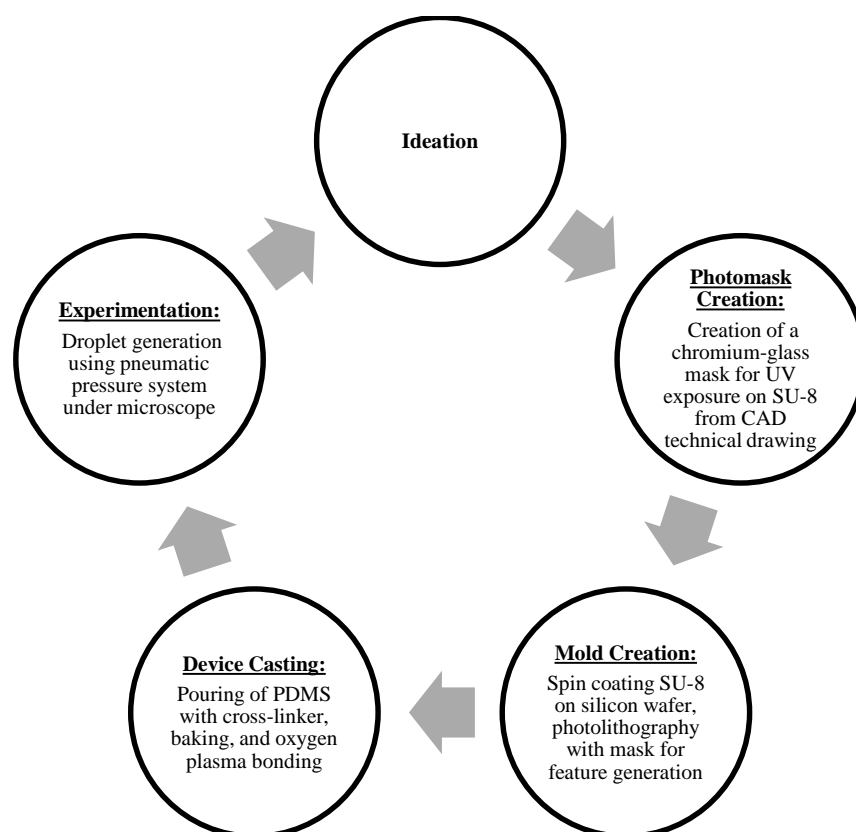 Ideation
Photomask
Creation:
Creation of a
chromium-glass
mask for UV
exposure on SU-8
from CAD
technical drawing
Mold Creation:
Spin coating SU-8
on silicon wafer,
photolithography
with mask for
feature generation
Device Casting:
Pouring of PDMS
with cross-linker,
baking, and oxygen
plasma bonding
Experimentation:
Droplet generation
using pneumatic
pressure system
under microscope